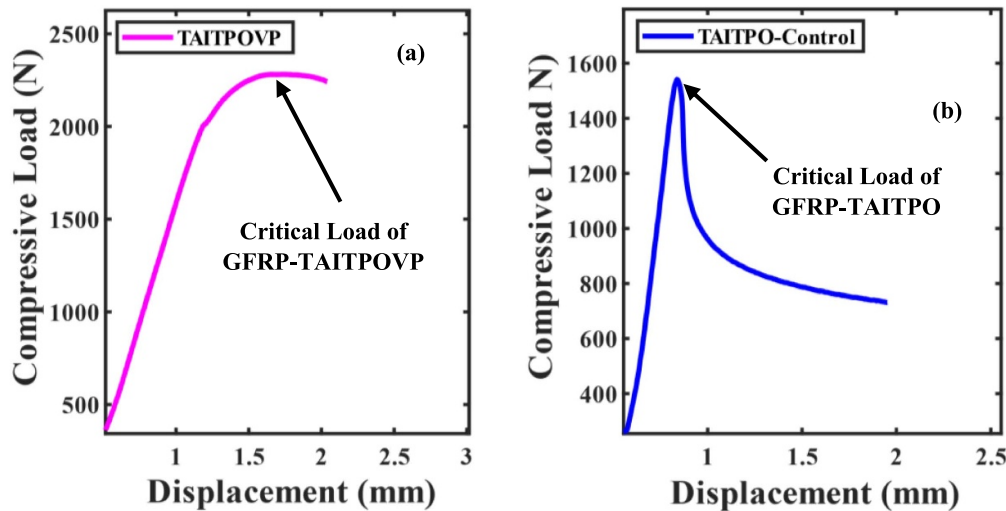 TAITPOVP
(a)
2500
2000
1500
1000
500
Compressive Load (N)
Critical Load of
GFRP-TAITPOVP
1
1.5
2
2.5
3
Displacement (mm)
TAITPO-Control
(b)
1600
1400
1200
1000
800
600
400
Compressive Load N)
Critical Load of
GFRP-TAITPO
1
1.5
2
2.5
Displacement (mm)